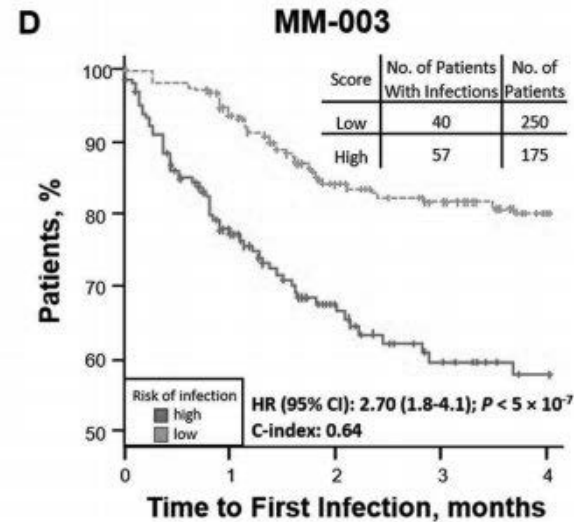 D
MM-003
Score No. of Patients With Infections No. of Patients
Low 40 250
High 57 175
100
90
80
70
60
50
Patients, %
Risk of infection
high
low
HR (95% CI): 2.70 (1.8-4.1); P < 5 × 10-7
C-index: 0.64
0 1 2 3 4
Time to First Infection, months